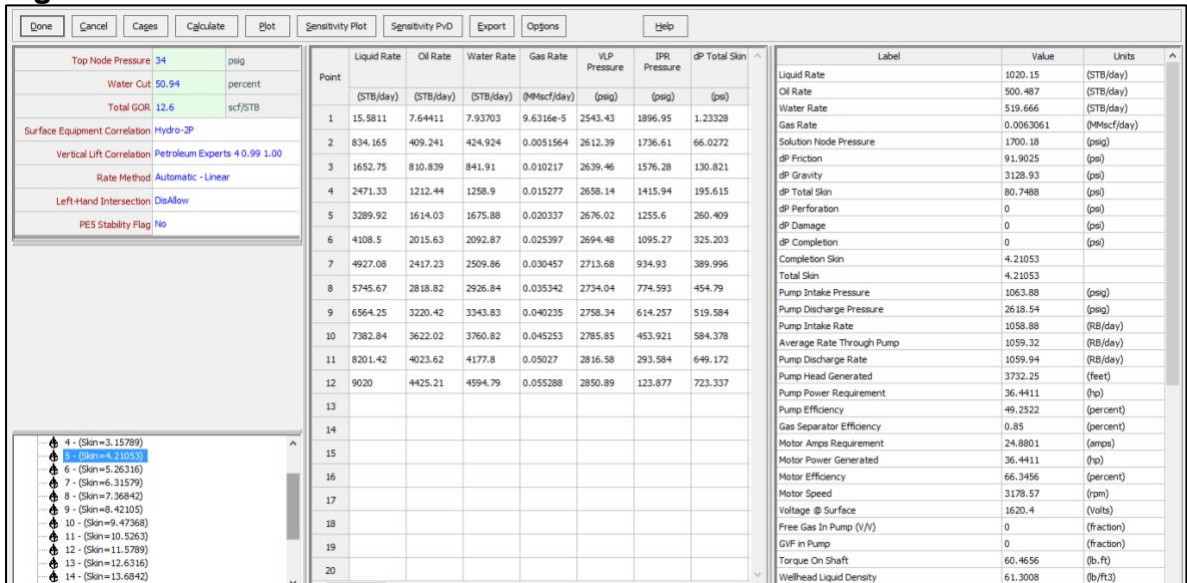 Done Cancel Cases Calculate Plot Sensitivity Plot Sensitivity PvD Export Options Help
Top Node Pressure 34 psig
Water Cut 50.94 percent
Total GOR 12.6 scf/STB
Surface Equipment Correlation Hydro-2P
Vertical Lift Correlation Petroleum Experts 4 0.99 1.00
Rate Method Automatic - Linear
Left-Hand Intersection DisAllow
PE5 Stability Flag No
4 - (Skin=3.15789)
5 - (Skin=4.21053)
6 - (Skin=5.26316)
7 - (Skin=6.31579)
8 - (Skin=7.36842)
9 - (Skin=8.42105)
10 - (Skin=9.47368)
11 - (Skin=10.5263)
12 - (Skin=11.5789)
13 - (Skin=12.6316)
14 - (Skin=13.6842)
Point Liquid Rate Oil Rate Water Rate Gas Rate VLP Pressure IPR Pressure dP Total Skin
(STB/day) (STB/day) (STB/day) (MMscf/day) (psig) (psig) (psi)
1 15.5811 7.64411 7.93703 9.6316e-5 2543.43 1896.95 1.23328
2 834.165 409.241 424.924 0.0051564 2612.39 1736.61 66.0272
3 1652.75 810.839 841.91 0.010217 2639.46 1576.28 130.821
4 2471.33 1212.44 1258.9 0.015277 2658.14 1415.94 195.615
5 3289.92 1614.03 1675.88 0.020337 2676.02 1255.6 260.409
6 4108.5 2015.63 2092.87 0.025397 2694.48 1095.27 325.203
7 4927.08 2417.23 2509.86 0.030457 2713.68 934.93 389.996
8 5745.67 2818.82 2926.84 0.035342 2734.04 774.593 454.79
9 6564.25 3220.42 3343.83 0.040235 2758.34 614.257 519.584
10 7382.84 3622.02 3760.82 0.045253 2785.85 453.921 584.378
11 8201.42 4023.62 4177.8 0.05027 2816.58 293.584 649.172
12 9020 4425.21 4594.79 0.055288 2850.89 123.877 723.337
13
14
15
16
17
18
19
20
Label Value Units
Liquid Rate 1020.15 (STB/day)
Oil Rate 500.487 (STB/day)
Water Rate 519.666 (STB/day)
Gas Rate 0.0063061 (MMscf/day)
Solution Node Pressure 1700.18 (psig)
dP Friction 91.9025 (psi)
dP Gravity 3128.93 (psi)
dP Total Skin 80.7488 (psi)
dP Perforation 0 (psi)
dP Damage 0 (psi)
dP Completion 0 (psi)
Completion Skin 4.21053
Total Skin 4.21053
Pump Intake Pressure 1063.88 (psig)
Pump Discharge Pressure 2618.54 (psig)
Pump Intake Rate 1058.88 (RB/day)
Average Rate Through Pump 1059.32 (RB/day)
Pump Discharge Rate 1059.94 (RB/day)
Pump Head Generated 3732.25 (feet)
Pump Power Requirement 36.4411 (hp)
Pump Efficiency 49.2522 (percent)
Gas Separator Efficiency 0.85 (percent)
Motor Amps Requirement 24.8801 (amps)
Motor Power Generated 36.4411 (hp)
Motor Efficiency 66.3456 (percent)
Motor Speed 3178.57 (rpm)
Voltage @ Surface 1620.4 (Volts)
Free Gas In Pump (V/V) 0 (fraction)
GVF in Pump 0 (fraction)
Torque On Shaft 60.4656 (lb.ft)
Wellhead Liquid Density 61.3008 (lb/ft3)